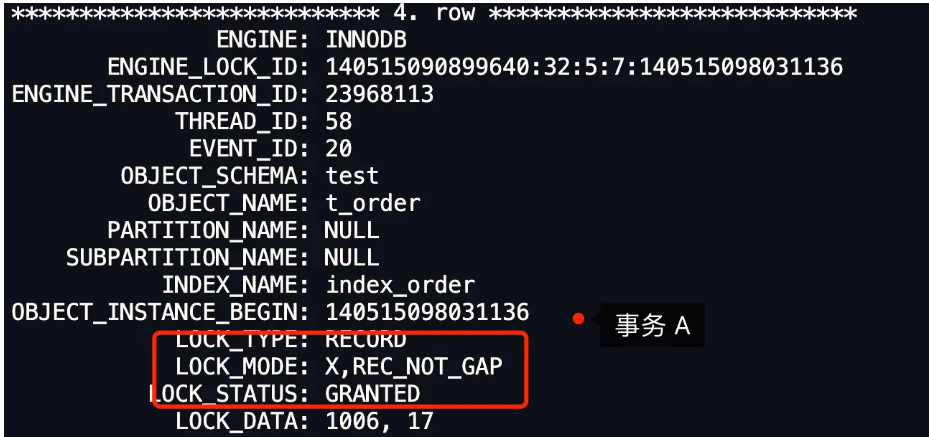 *************************** 4. row ***************************
ENGINE: INNODB
ENGINE_LOCK_ID: 140515090899640:32:5:7:140515098031136
ENGINE_TRANSACTION_ID: 23968113
THREAD_ID: 58
EVENT_ID: 20
OBJECT_SCHEMA: test
OBJECT_NAME: t_order
PARTITION_NAME: NULL
SUBPARTITION_NAME: NULL
INDEX_NAME: index_order
OBJECT_INSTANCE_BEGIN: 140515098031136
事务 A
LOCK_TYPE: RECORD
LOCK_MODE: X,REC_NOT_GAP
LOCK_STATUS: GRANTED
LOCK_DATA: 1006, 17